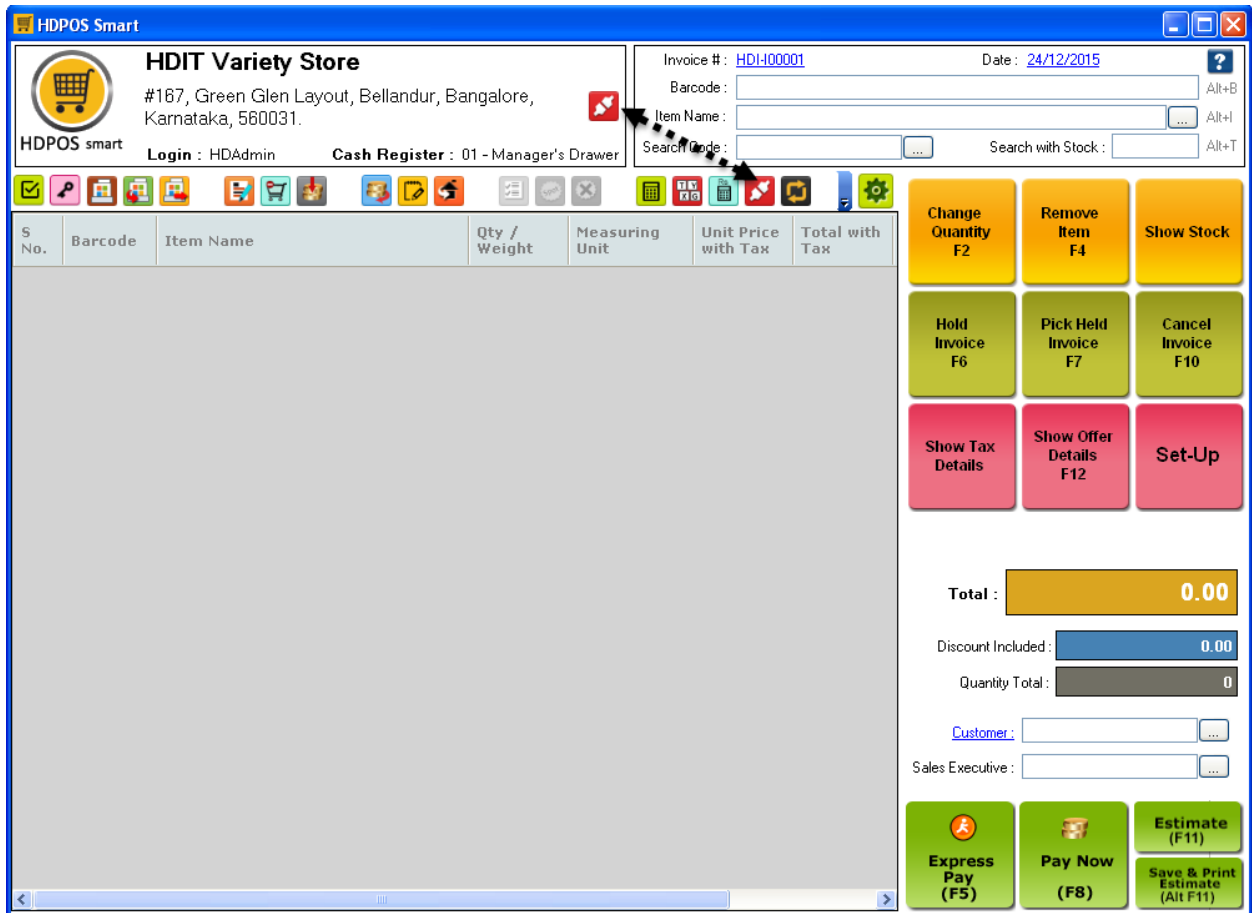 HDPOS Smart
HDIT Variety Store
#167, Green Glen Layout, Bellandur, Bangalore,
Karnataka, 560031.
HDPOS smart
Login : HDAdmin Cash Register : 01 - Manager's Drawer
Invoice # : HDI-I00001 Date : 24/12/2015 ?
Barcode : Alt+B
Item Name : ... Alt+I
Search Code : ... Search with Stock : Alt+T
S No. Barcode Item Name Qty / Weight Measuring Unit Unit Price with Tax Total with Tax
Change
Quantity
F2
Remove
Item
F4
Show Stock
Hold
Invoice
F6
Pick Held
Invoice
F7
Cancel
Invoice
F10
Show Tax
Details
Show Offer
Details
F12
Set-Up
Total : 0.00
Discount Included : 0.00
Quantity Total : 0
Customer : ...
Sales Executive : ...
Express
Pay
(F5)
Pay Now
(F8)
Estimate
(F11)
Save & Print
Estimate
(Alt F11)